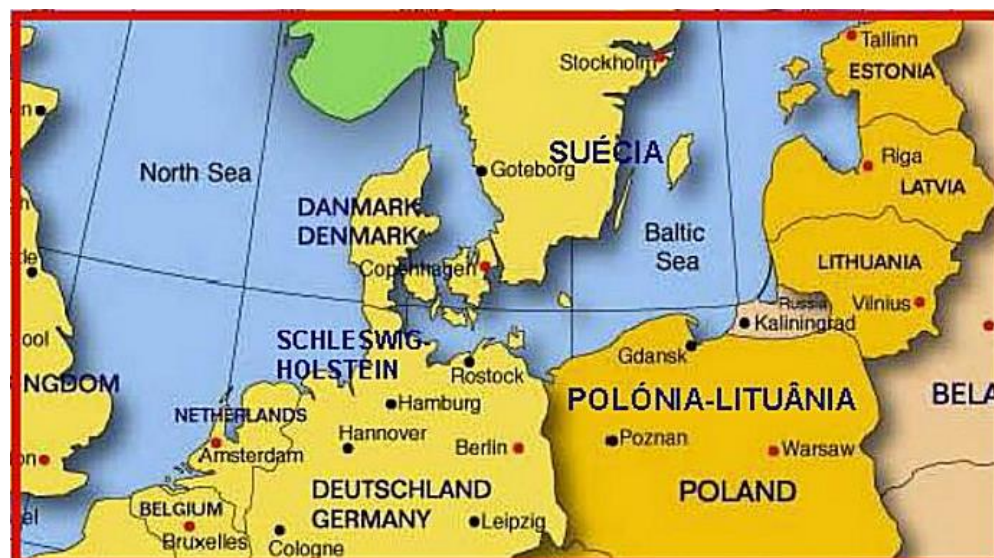 Tallinn
ESTONIA
Stockholm
SUÉCIA
Riga
North Sea
Goteborg
LATVIA
DANMARK
DENMARK
Baltic
Sea
LITHUANIA
Copenhagen
Russia
Vilnius
Kaliningrad
SCHLESWIG-
HOLSTEIN
Gdansk
Rostock
NGDOM
POLÓNIA-LITUÂNIA
BELA
NETHERLANDS
Hamburg
Hannover
Berlin
Poznan
Warsaw
Amsterdam
DEUTSCHLAND
GERMANY
POLAND
BELGIUM
Leipzig
Bruxelles
Cologne